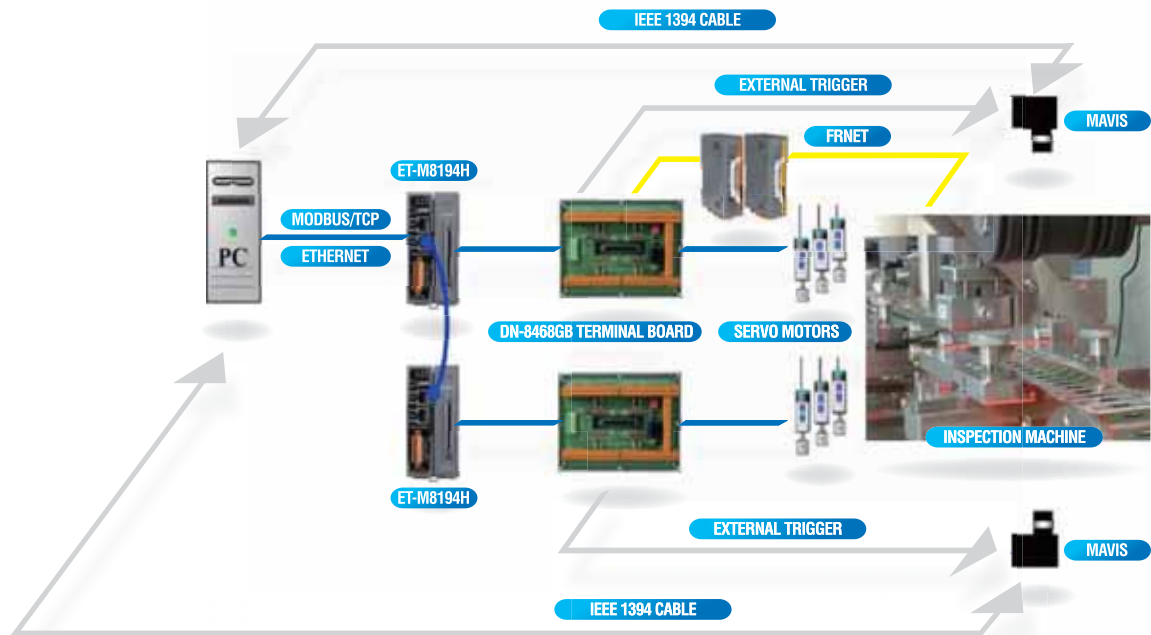 IEEE 1394 CABLE
EXTERNAL TRIGGER
MAVIS
FRNET
ET-M8194H
MODBUS/TCP
ETHERNET
PC
DN-8468GB TERMINAL BOARD
SERVO MOTORS
INSPECTION MACHINE
ET-M8194H
EXTERNAL TRIGGER
MAVIS
IEEE 1394 CABLE